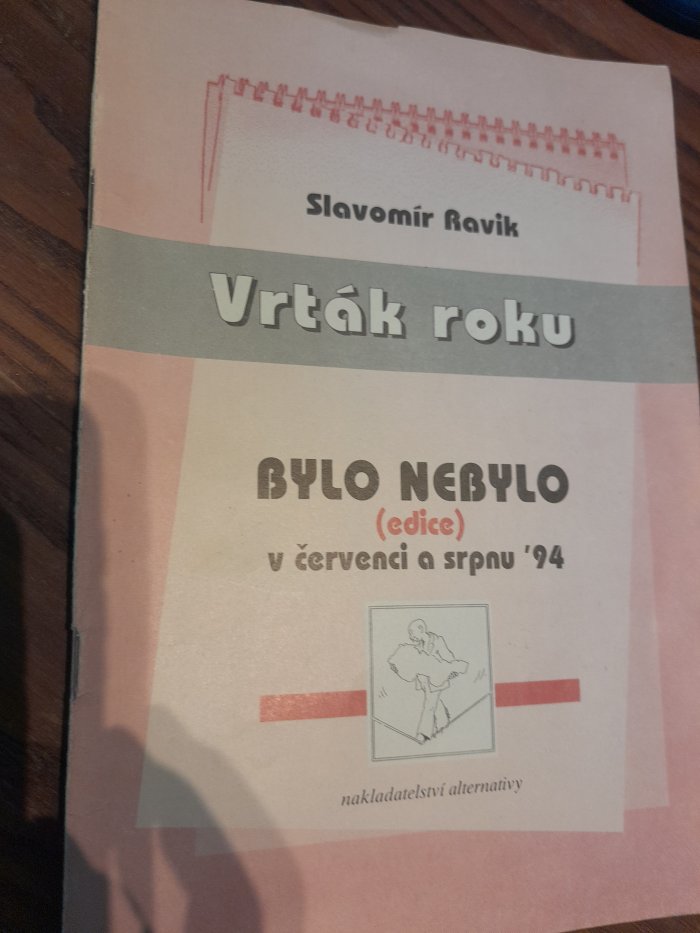 Slavomír Ravik
Vrták roku
BYLO NEBYLO
(edice)
v červenci a srpnu '94
nakladatelství alternativy